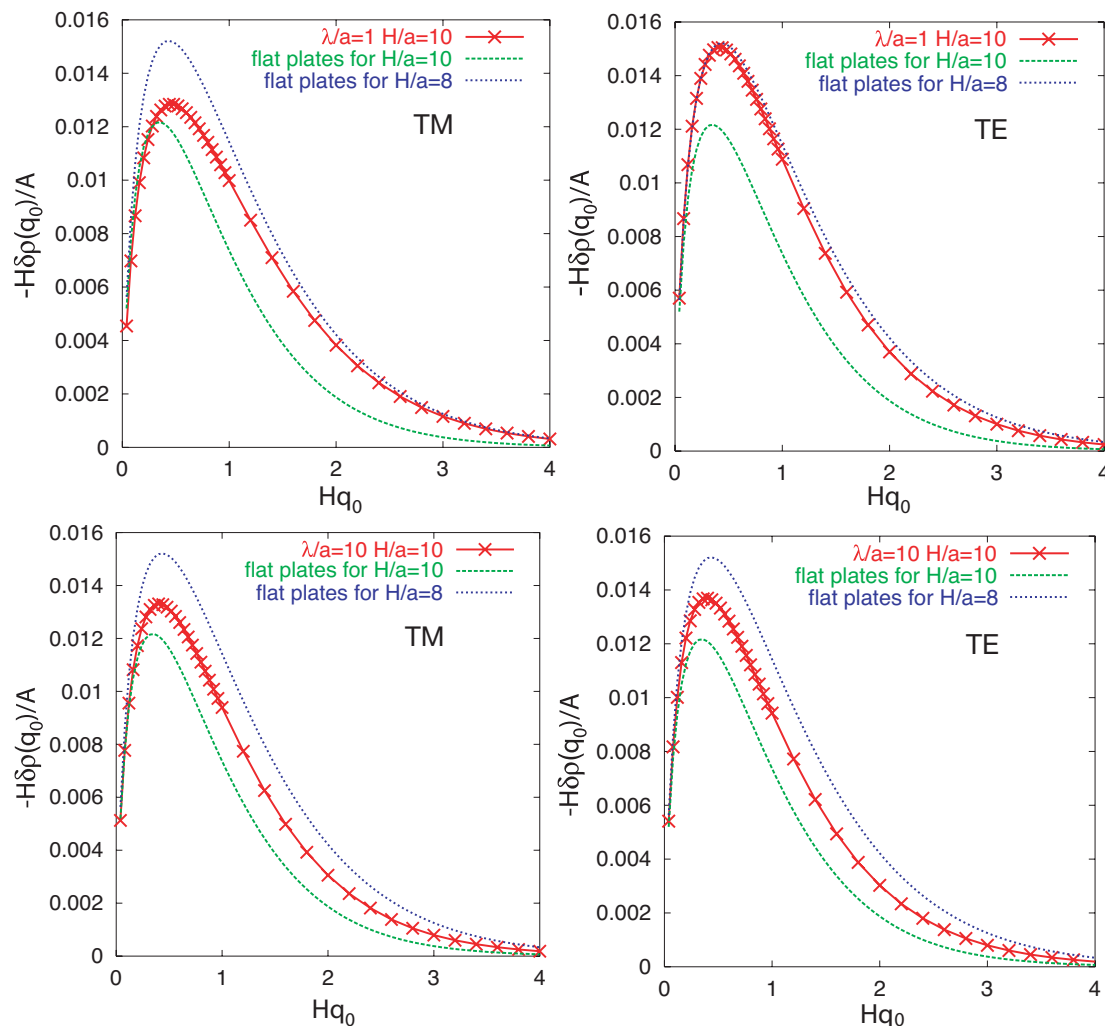 -Hδρ(q₀)/A
0.016
0.014
0.012
0.01
0.008
0.006
0.004
0.002
0
λ/a=1 H/a=10
flat plates for H/a=10
flat plates for H/a=8
TM
0 1 2 3 4
Hq₀
-Hδρ(q₀)/A
0.016
0.014
0.012
0.01
0.008
0.006
0.004
0.002
0
λ/a=1 H/a=10
flat plates for H/a=10
flat plates for H/a=8
TE
0 1 2 3 4
Hq₀
-Hδρ(q₀)/A
0.016
0.014
0.012
0.01
0.008
0.006
0.004
0.002
0
λ/a=10 H/a=10
flat plates for H/a=10
flat plates for H/a=8
TM
0 1 2 3 4
Hq₀
-Hδρ(q₀)/A
0.016
0.014
0.012
0.01
0.008
0.006
0.004
0.002
0
λ/a=10 H/a=10
flat plates for H/a=10
flat plates for H/a=8
TE
0 1 2 3 4
Hq₀